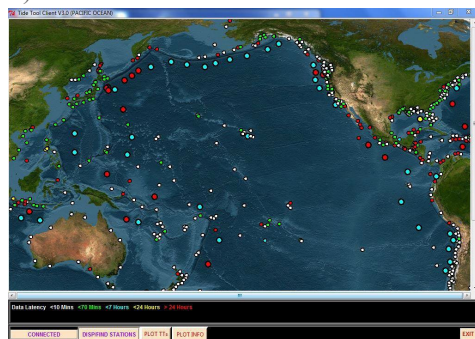 Tide Tool Client V3.0 (PACIFIC OCEAN)
Data Latency <10 Mins <70 Mins <7 Hours <24 Hours > 24 Hours
CONNECTED DISP/FIND STATIONS PLOT TTs PLOT INFO EXIT